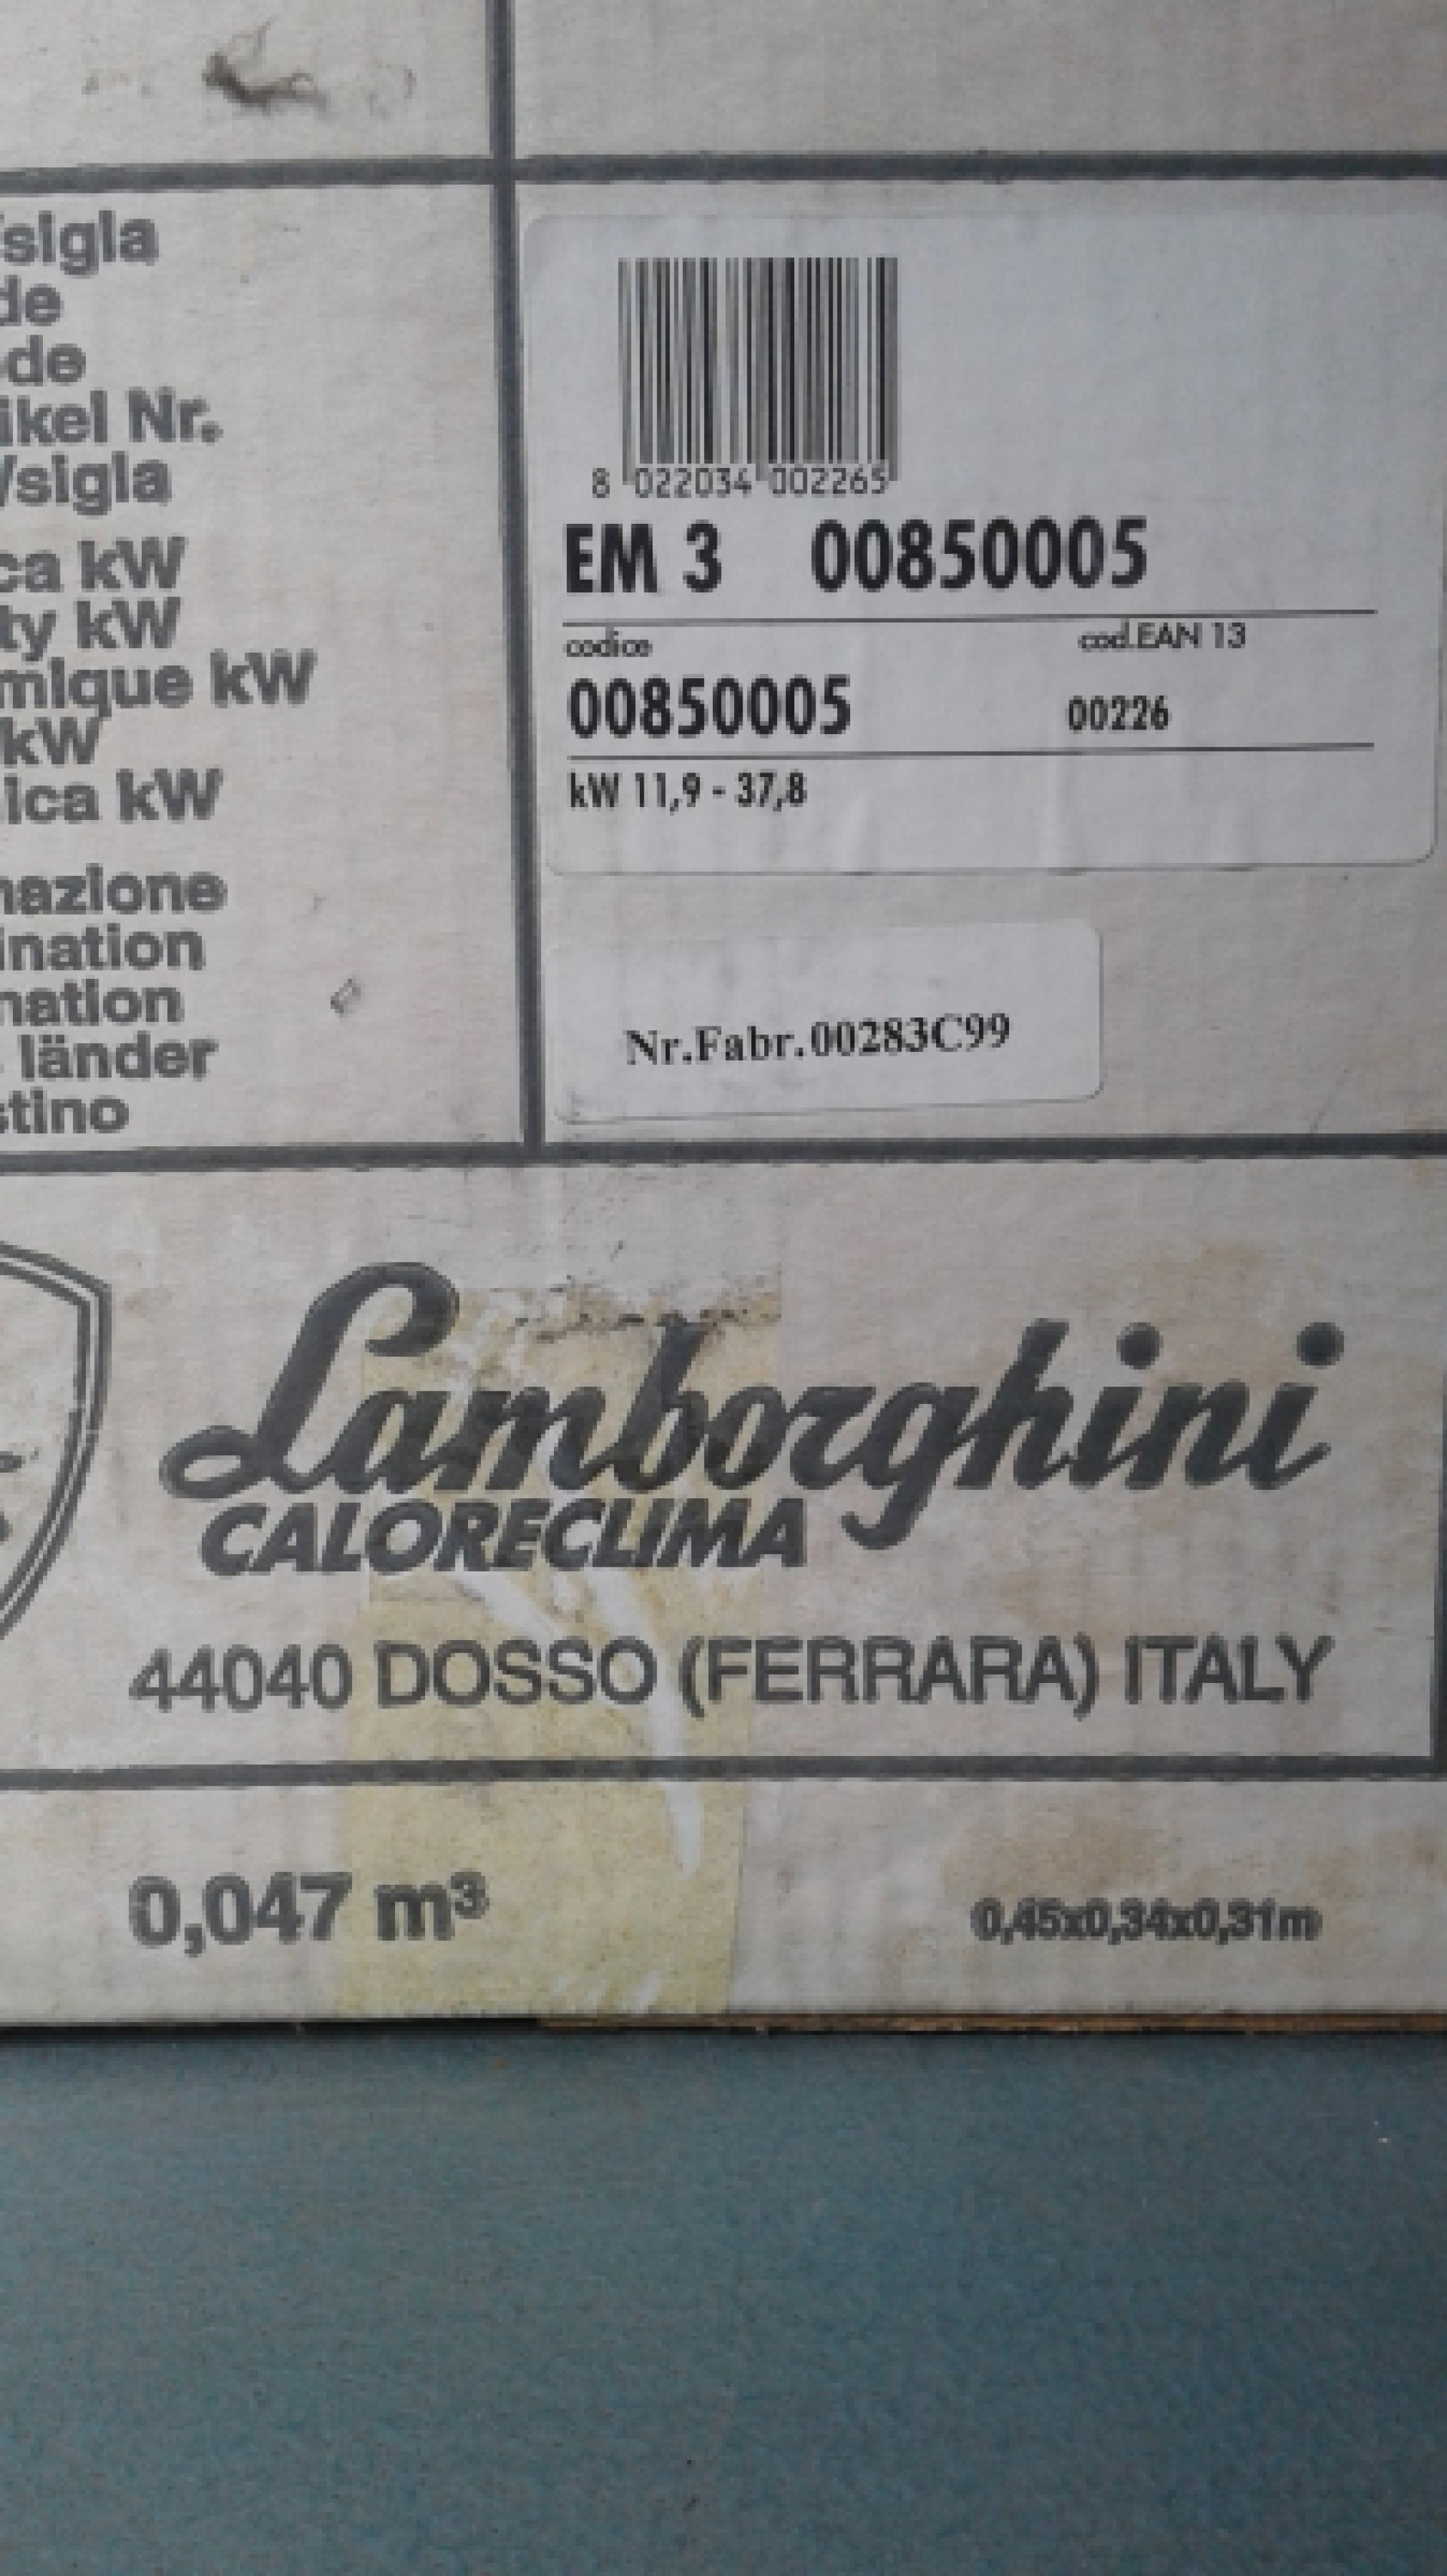 /sigla
de
de
ikel Nr.
/sigla
ca kW
ty kW
mique kW
kW
ica kW
nazione
ination
nation
länder
stino
8 022034 002265
EM 3 00850005
codice cod.EAN 13
00850005 00226
kW 11,9 - 37,8
Nr.Fabr.00283C99
Lamborghini
CALORECLIMA
44040 DOSSO (FERRARA) ITALY
0,047 m³ 0,45x0,34x0,31m